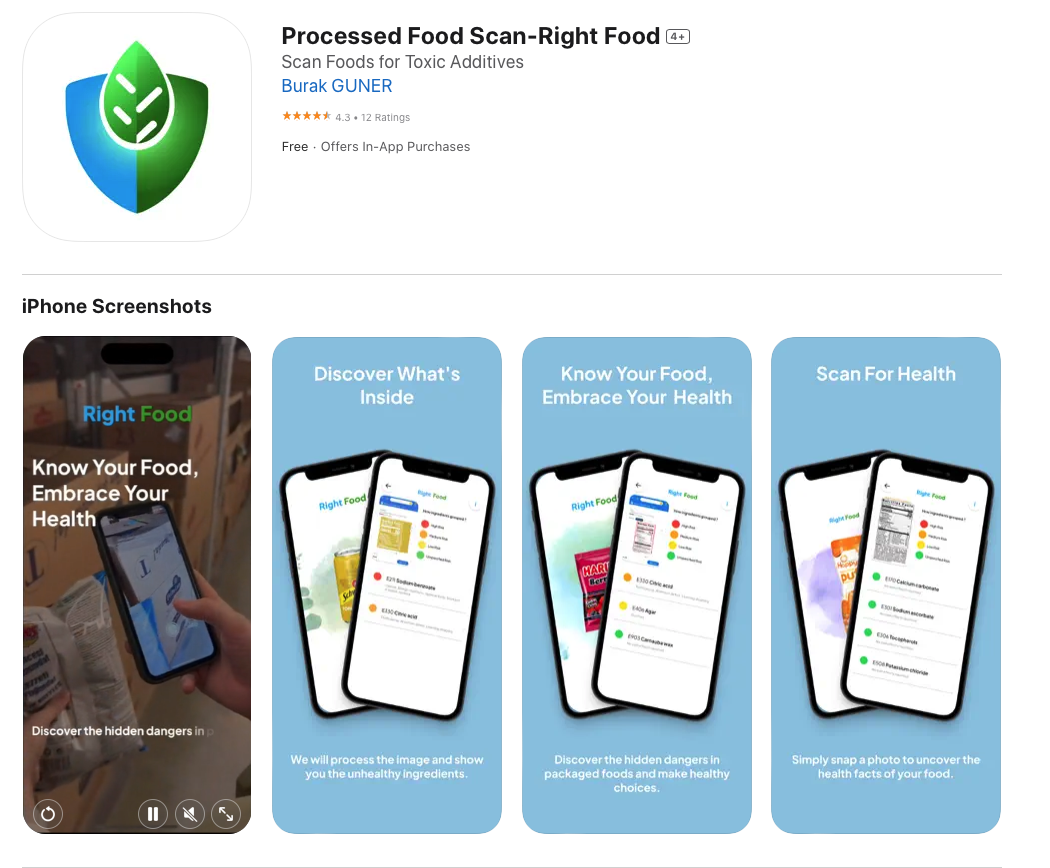 Processed Food Scan-Right Food 4+
Scan Foods for Toxic Additives
Burak GUNER
4.3 • 12 Ratings
Free · Offers In-App Purchases
iPhone Screenshots
Right Food
Know Your Food,
Embrace Your
Health
Discover the hidden dangers in
Discover What's
Inside
Right Food
Right Food
How ingredients grouped?
High Risk
Medium Risk
Low Risk
E211 Sodium benzoate
E330 Citric acid
We will process the image and show
you the unhealthy ingredients.
Know Your Food,
Embrace Your Health
Right Food
Right Food
How ingredients grouped?
High Risk
Medium Risk
Low Risk
E330 Citric acid
E406 Agar
E903 Carnauba wax
Discover the hidden dangers in
packaged foods and make healthy
choices.
Scan For Health
Right Food
Right Food
How ingredients grouped?
High Risk
Medium Risk
Low Risk
E170 Calcium carbonate
E301 Sodium ascorbate
E306 Tocopherols
E508 Potassium chloride
Simply snap a photo to uncover the
health facts of your food.